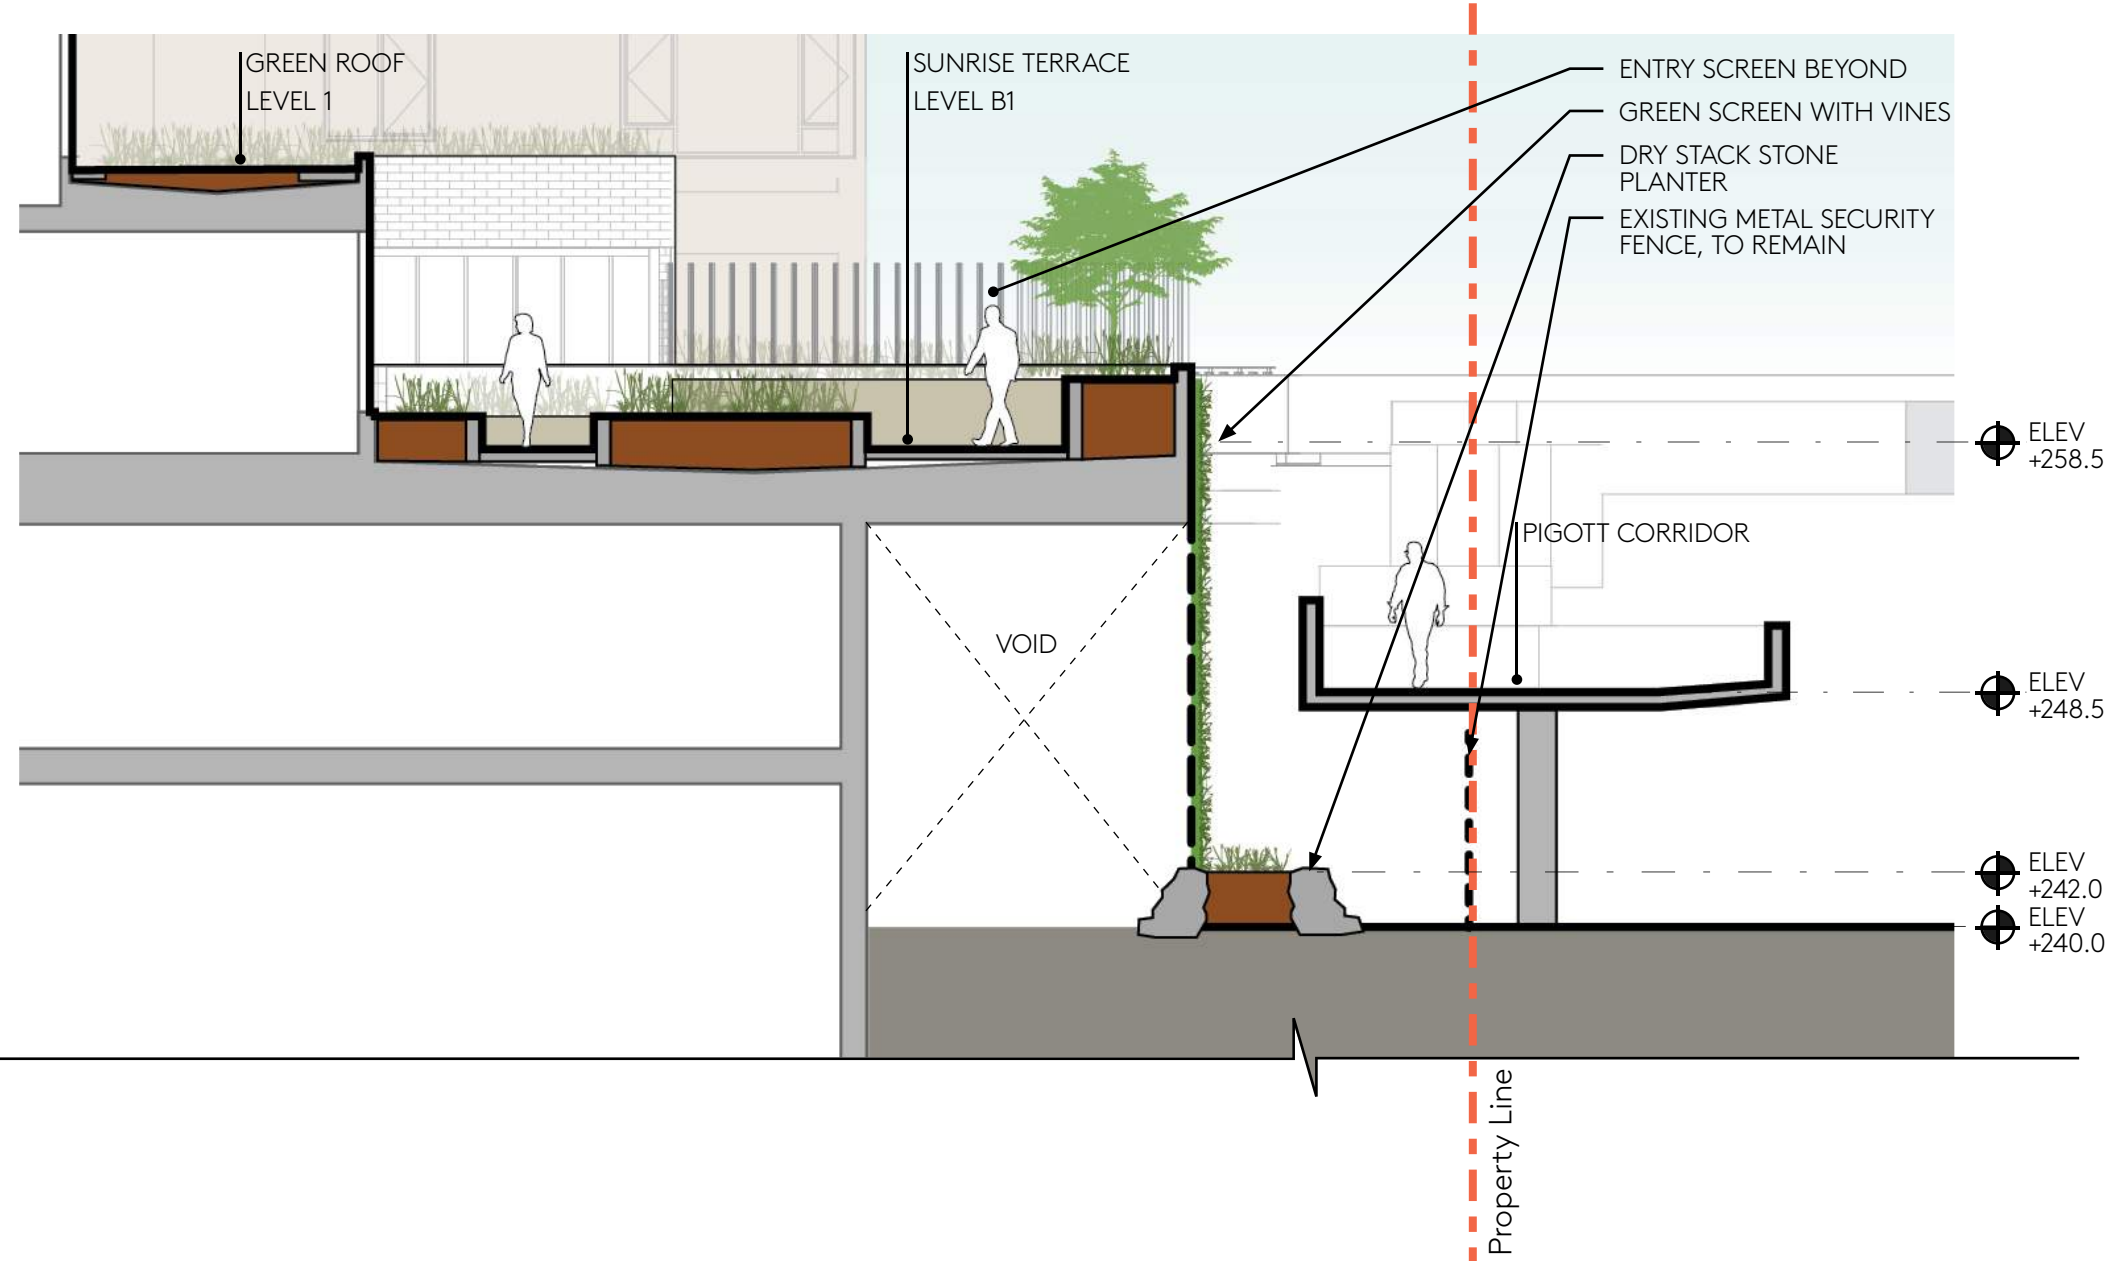 GREEN ROOF
LEVEL 1
SUNRISE TERRACE
LEVEL B1
ENTRY SCREEN BEYOND
GREEN SCREEN WITH VINES
DRY STACK STONE
PLANTER
EXISTING METAL SECURITY
FENCE, TO REMAIN
ELEV
+258.5
PIGOTT CORRIDOR
VOID
ELEV
+248.5
ELEV
+242.0
ELEV
+240.0
Property Line